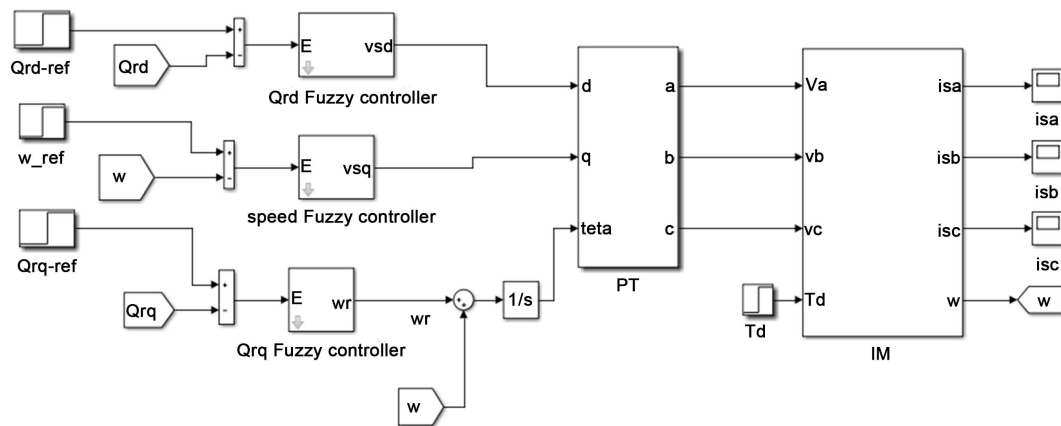 Qrd-ref
Qrd
+
-
E
vsd
Qrd Fuzzy controller
w_ref
w
+
-
E
vsq
speed Fuzzy controller
Qrq-ref
Qrq
+
-
E
wr
Qrq Fuzzy controller
wr
+
+
w
1/s
d
q
teta
a
b
c
PT
Td
Va
vb
vc
Td
isa
isb
isc
w
IM
isa
isb
isc
w